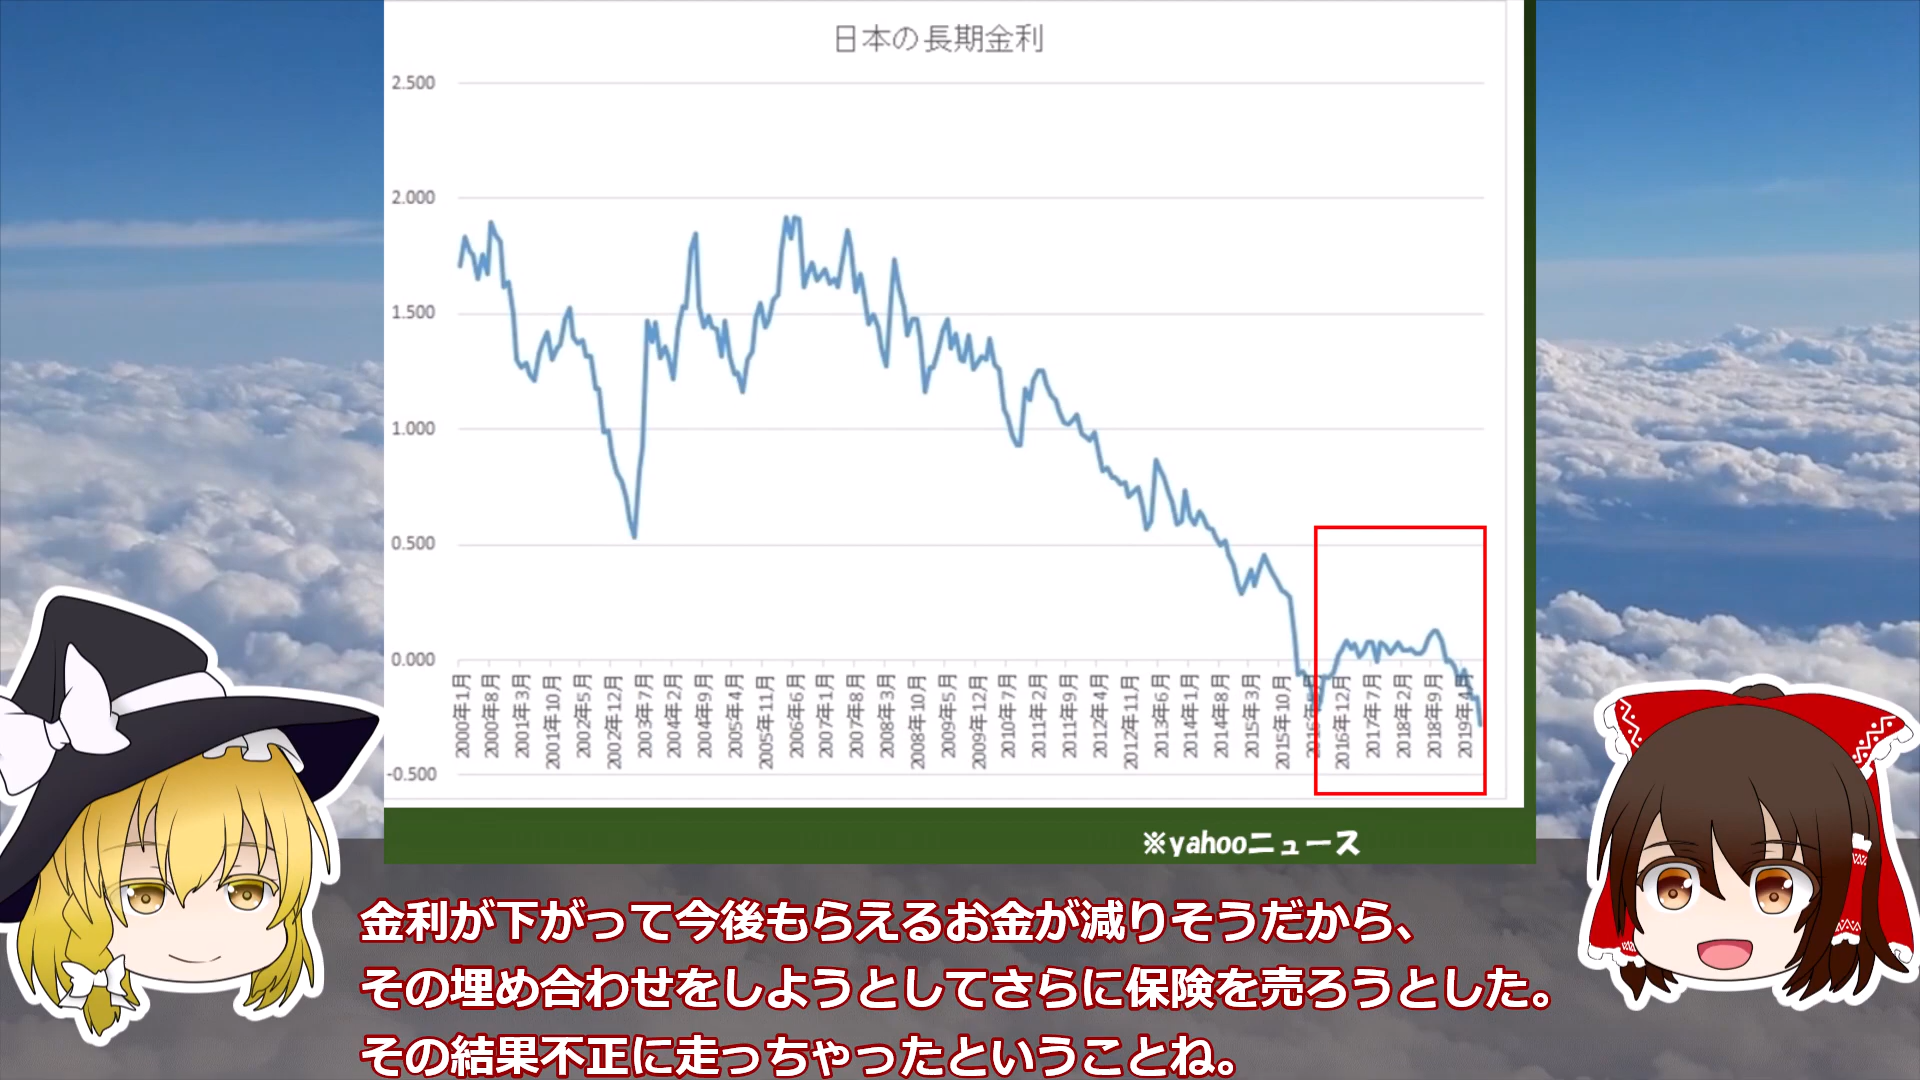 日本の長期金利
2.500
2.000
1.500
1.000
0.500
0.000
-0.500
2000年1月
2000年8月
2001年3月
2001年10月
2002年5月
2002年12月
2003年7月
2004年2月
2004年9月
2005年4月
2005年11月
2006年6月
2007年1月
2007年8月
2008年3月
2008年10月
2009年5月
2009年12月
2010年7月
2011年2月
2011年9月
2012年4月
2012年11月
2013年6月
2014年1月
2014年8月
2015年3月
2015年10月
2016年5月
2016年12月
2017年7月
2018年2月
2018年9月
2019年4月
※yahooニュース
金利が下がって今後もらえるお金が減りそうだから、
その埋め合わせをしようとしてさらに保険を売ろうとした。
その結果不正に走っちゃったということね。